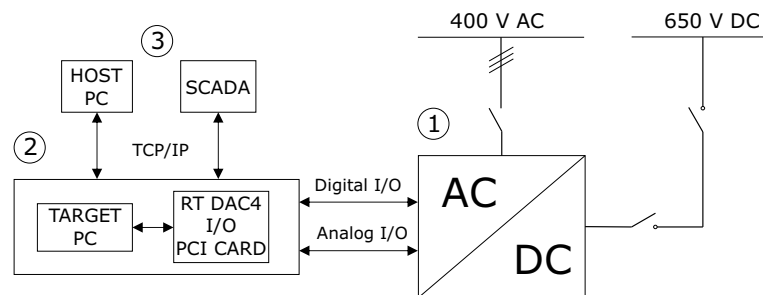 400 V AC
650 V DC
3
HOST
PC
SCADA
1
2
TCP/IP
Digital I/O
AC
TARGET
PC
RT DAC4
I/O
PCI CARD
Analog I/O
DC